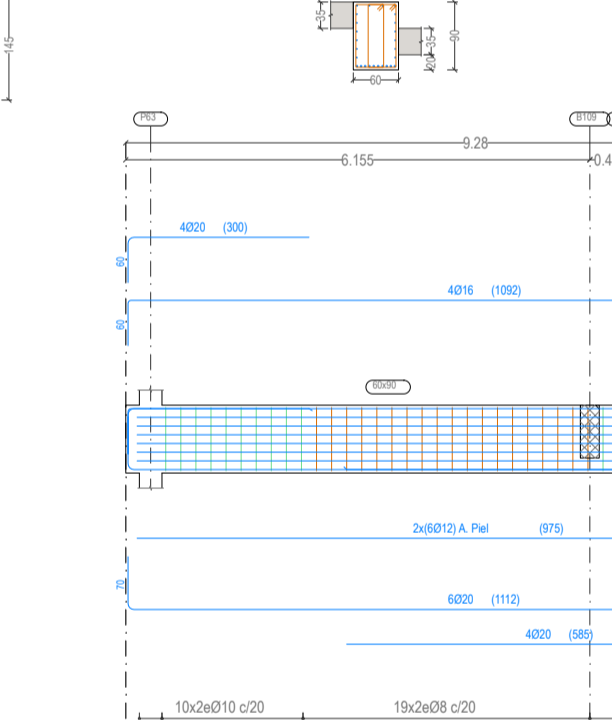 145
35
35
20
90
60
P63
B109
9.28
6.155
0.4
4Ø20 (300)
60
4Ø16 (1092)
60
60x90
2x(6Ø12) A. Piel (975)
70
6Ø20 (1112)
4Ø20 (585)
10x2eØ10 c/20
19x2eØ8 c/20